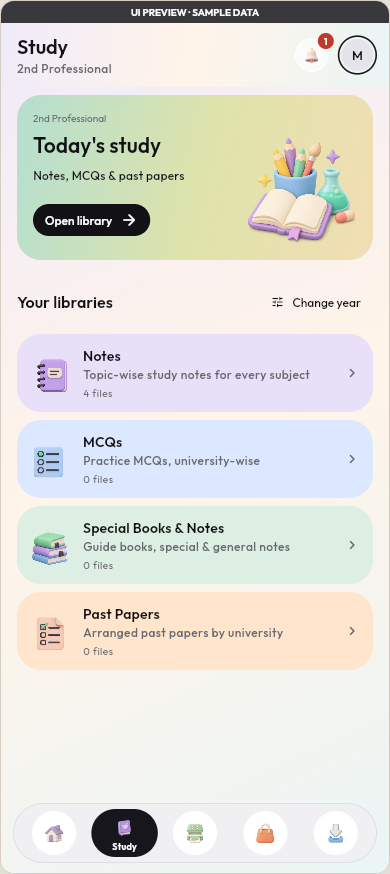 UI PREVIEW · SAMPLE DATA
Study
2nd Professional
1
M
2nd Professional
Today's study
Notes, MCQs & past papers
Open library
Your libraries
Change year
Notes
Topic-wise study notes for every subject
4 files
MCQs
Practice MCQs, university-wise
0 files
Special Books & Notes
Guide books, special & general notes
0 files
Past Papers
Arranged past papers by university
0 files
Study